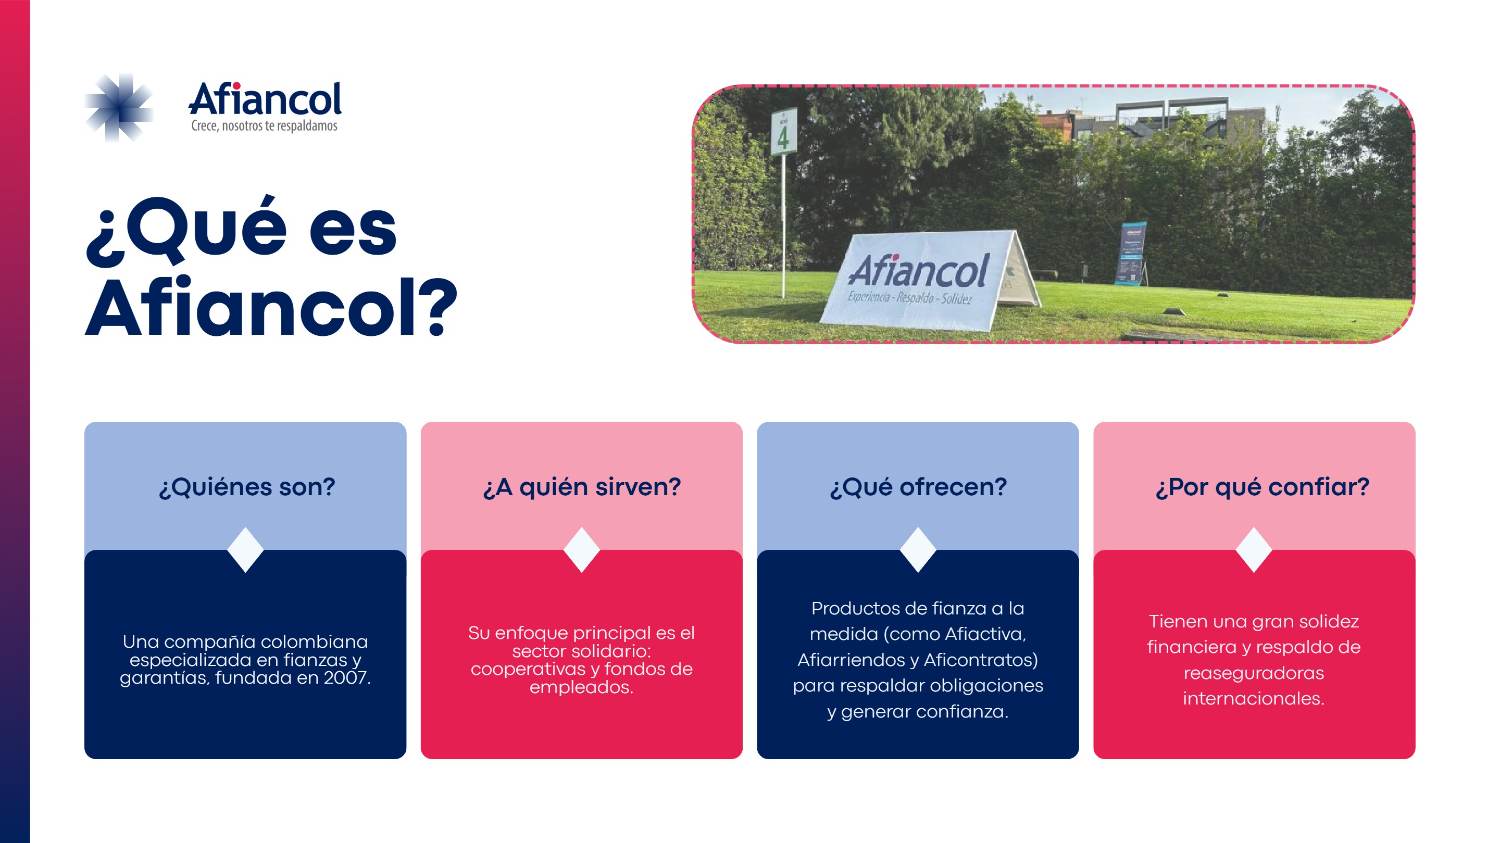 Afiancol
Crece, nosotros te respaldamos
4
Afiancol
Experiencia - Respaldo - Solidez
¿Qué es
Afiancol?
¿Quiénes son?
Una compañía colombiana
especializada en fianzas y
garantías, fundada en 2007.
¿A quién sirven?
Su enfoque principal es el
sector solidario:
cooperativas y fondos de
empleados.
¿Qué ofrecen?
Productos de fianza a la
medida (como Afiactiva,
Afiarriendos y Aficontratos)
para respaldar obligaciones
y generar confianza.
¿Por qué confiar?
Tienen una gran solidez
financiera y respaldo de
reaseguradoras
internacionales.